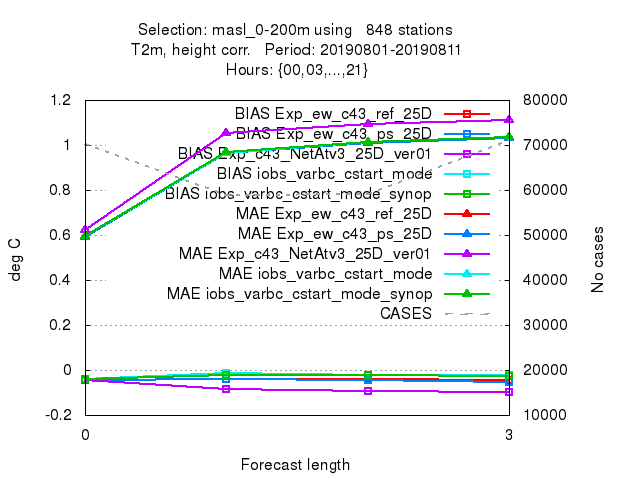 Selection: masl_0-200m using   848 stations
T2m, height corr.   Period: 20190801-20190811
Hours: {00,03,...,21}
1.2
1
0.8
0.6
0.4
0.2
0
-0.2
deg C
BIAS Exp_ew_c43_ref_25D
BIAS Exp_ew_c43_ps_25D
BIAS Exp_c43_NetAtv3_25D_ver01
BIAS iobs_varbc_cstart_mode
BIAS iobs_varbc_cstart_mode_synop
MAE Exp_ew_c43_ref_25D
MAE Exp_ew_c43_ps_25D
MAE Exp_c43_NetAtv3_25D_ver01
MAE iobs_varbc_cstart_mode
MAE iobs_varbc_cstart_mode_synop
CASES
80000
70000
60000
50000
40000
30000
20000
10000
No cases
0
3
Forecast length